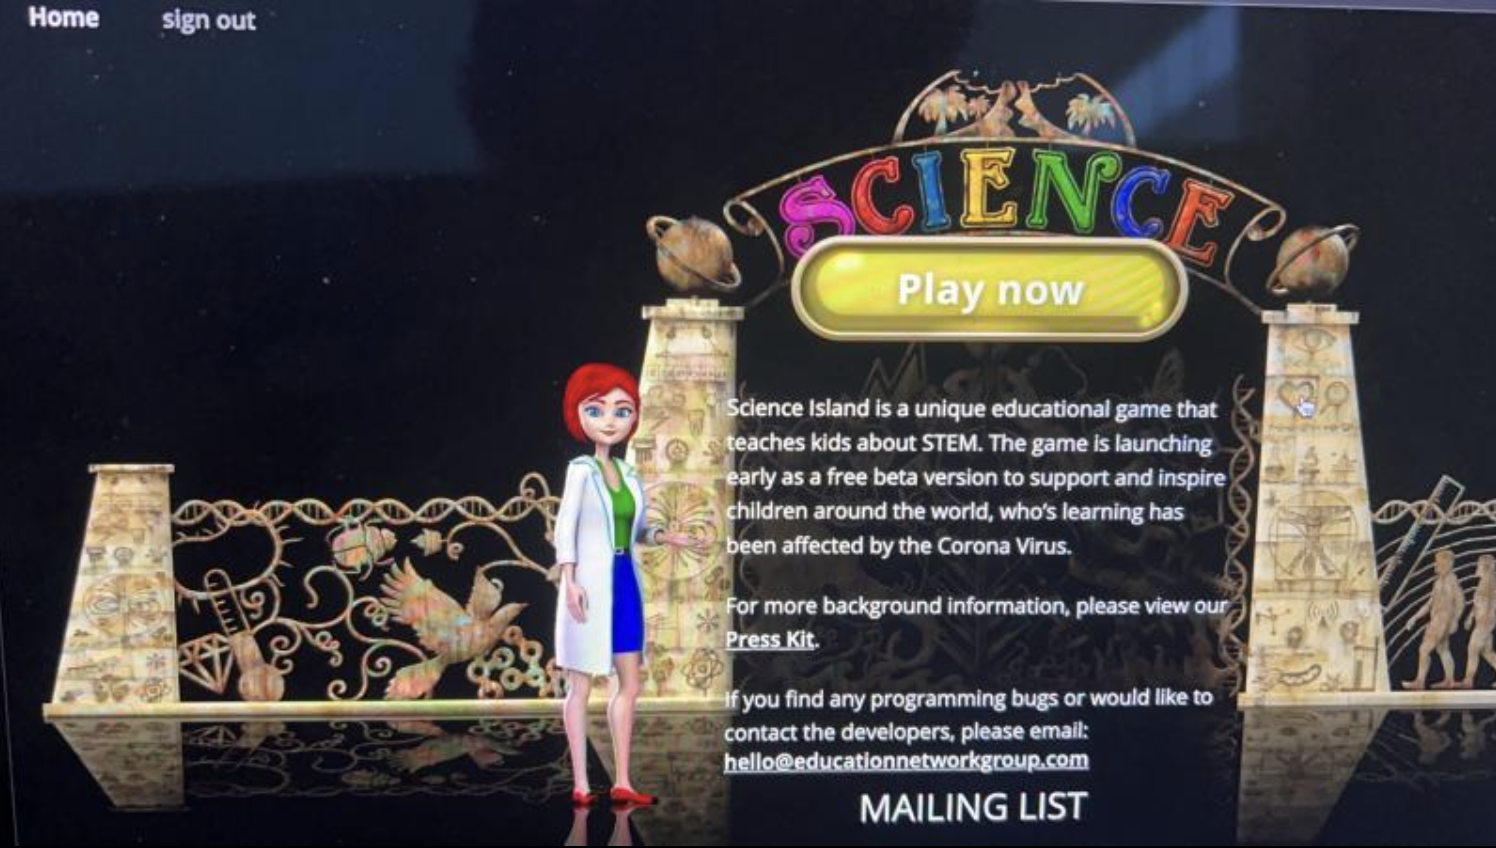 Home sign out
SCIENCE
Play now
Science Island is a unique educational game that
teaches kids about STEM. The game is launching
early as a free beta version to support and inspire
children around the world, who's learning has
been affected by the Corona Virus.
For more background information, please view our
Press Kit.
If you find any programming bugs or would like to
contact the developers, please email:
hello@educationnetworkgroup.com
MAILING LIST